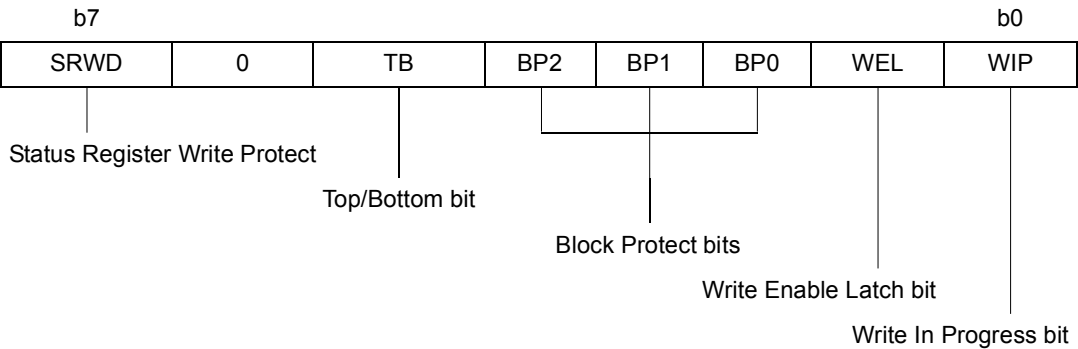 b7 b0
SRWD 0 TB BP2 BP1 BP0 WEL WIP
Status Register Write Protect
Top/Bottom bit
Block Protect bits
Write Enable Latch bit
Write In Progress bit